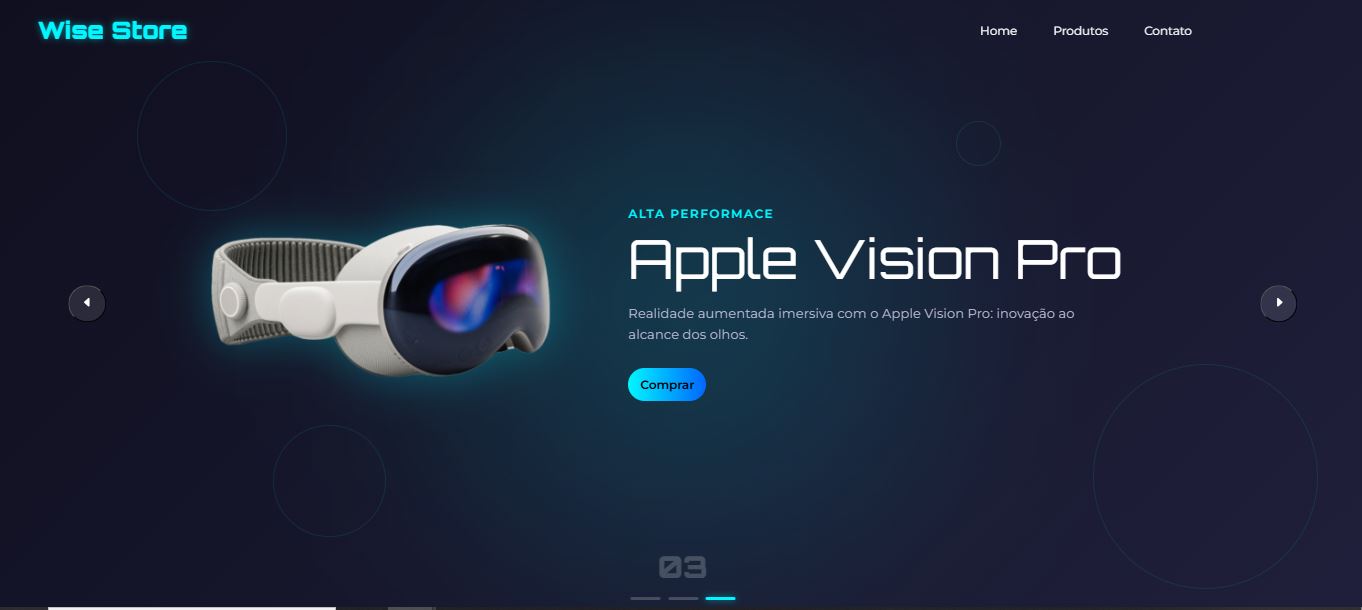 Wise Store
Home Produtos Contato
ALTA PERFORMACE
Apple Vision Pro
Realidade aumentada imersiva com o Apple Vision Pro: inovação ao
alcance dos olhos.
Comprar
03